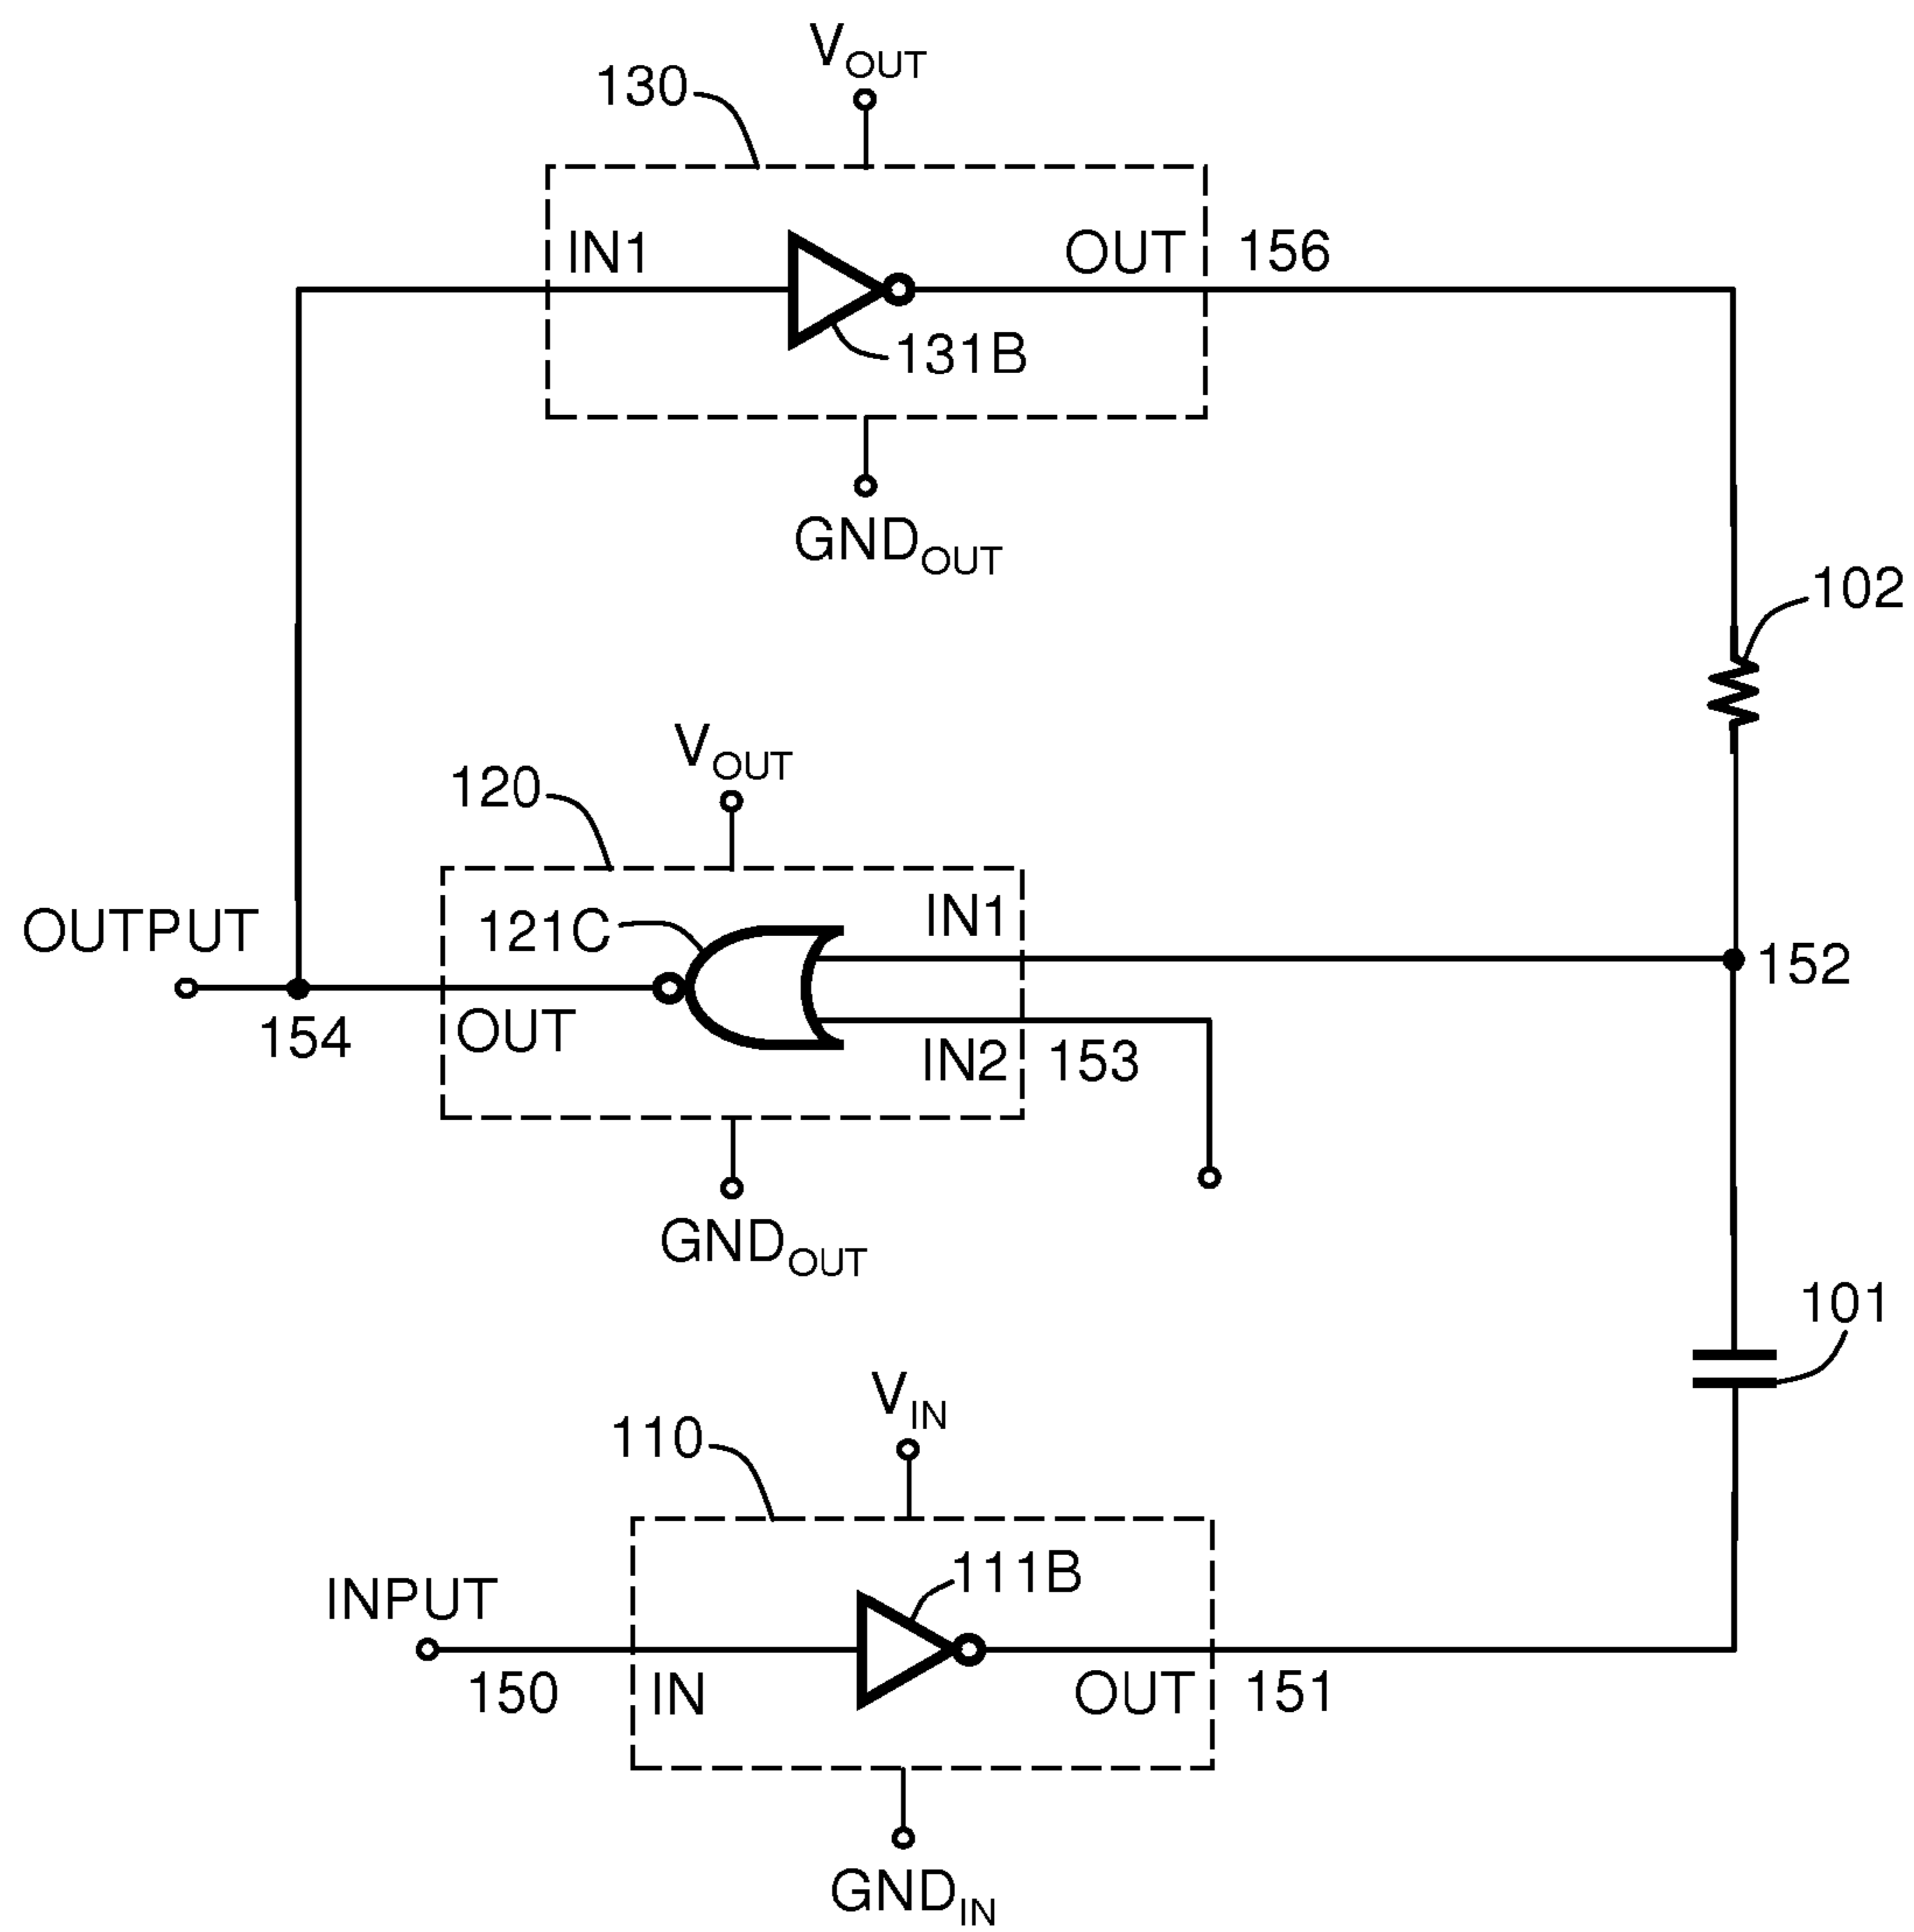 VOUT
130
IN1
OUT
156
131B
GNDOUT
102
VOUT
120
OUTPUT
121C
IN1
152
154
OUT
IN2
153
GNDOUT
101
VIN
110
111B
INPUT
150
IN
OUT
151
GNDIN